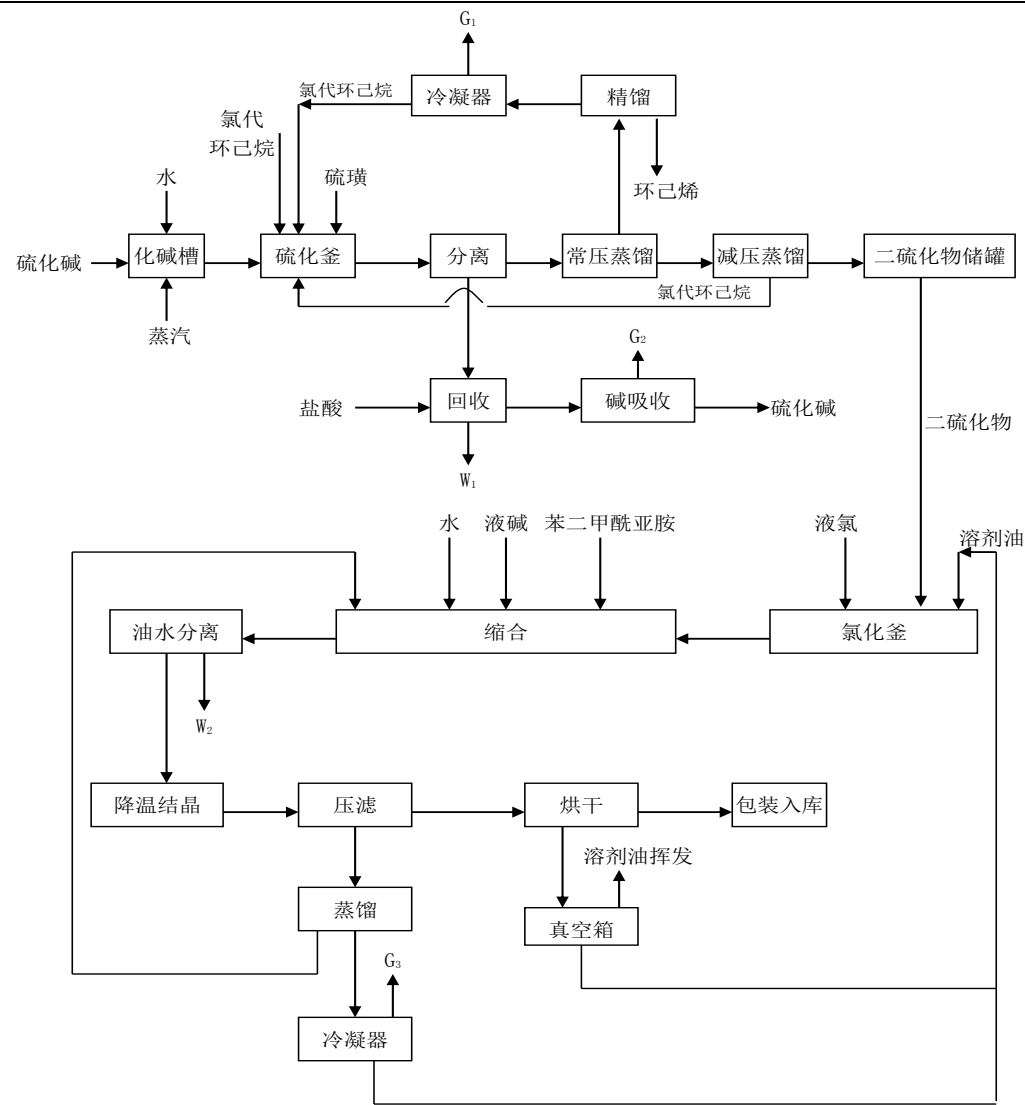 G₁
冷凝器
精馏
氯代环己烷
氯代
环己烷
水
硫璜
环己烯
硫化碱
化碱槽
硫化釜
分离
常压蒸馏
减压蒸馏
二硫化物储罐
氯代环己烷
蒸汽
G₂
盐酸
回收
碱吸收
硫化碱
二硫化物
W₁
水
液碱
苯二甲酰亚胺
液氯
溶剂油
油水分离
缩合
氯化釜
W₂
降温结晶
压滤
烘干
包装入库
溶剂油挥发
蒸馏
真空箱
G₃
冷凝器